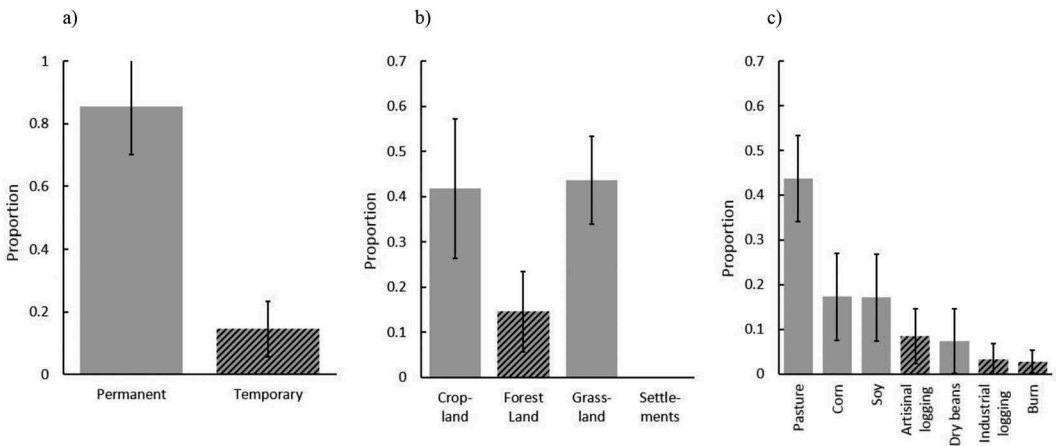 a)
Proportion
1
0.8
0.6
0.4
0.2
0
Permanent Temporary
b)
Proportion
0.7
0.6
0.5
0.4
0.3
0.2
0.1
0
Crop-
land
Forest
Land
Grass-
land
Settle-
ments
c)
Proportion
0.7
0.6
0.5
0.4
0.3
0.2
0.1
0
Pasture
Corn
Soy
Artisinal
logging
Dry beans
Industrial
logging
Burn